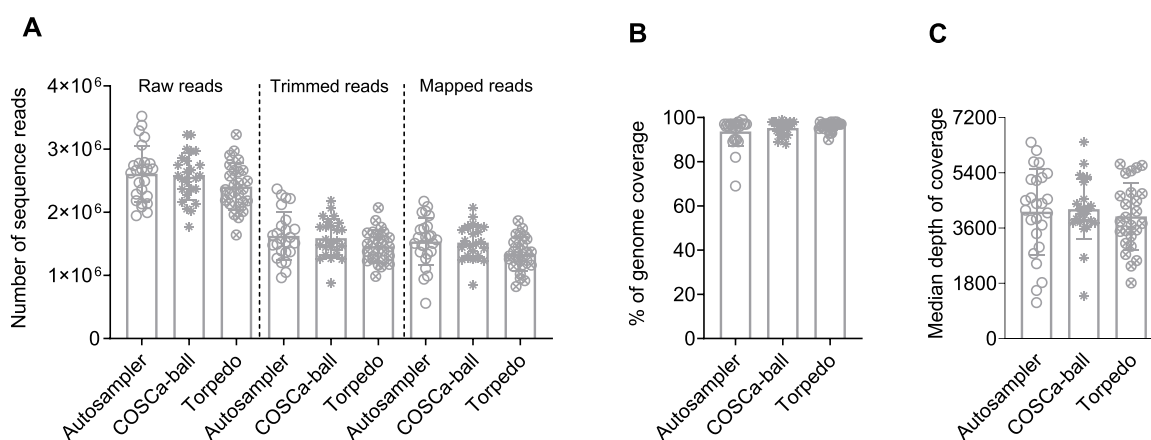 A
B
C
Number of sequence reads
4×10⁶
3×10⁶
2×10⁶
1×10⁶
0
Raw reads
Trimmed reads
Mapped reads
Autosampler
COSCa-ball
Torpedo
Autosampler
COSCa-ball
Torpedo
Autosampler
COSCa-ball
Torpedo
% of genome coverage
100
80
60
40
20
0
Autosampler
COSCa-ball
Torpedo
Median depth of coverage
7200
5400
3600
1800
0
Autosampler
COSCa-ball
Torpedo